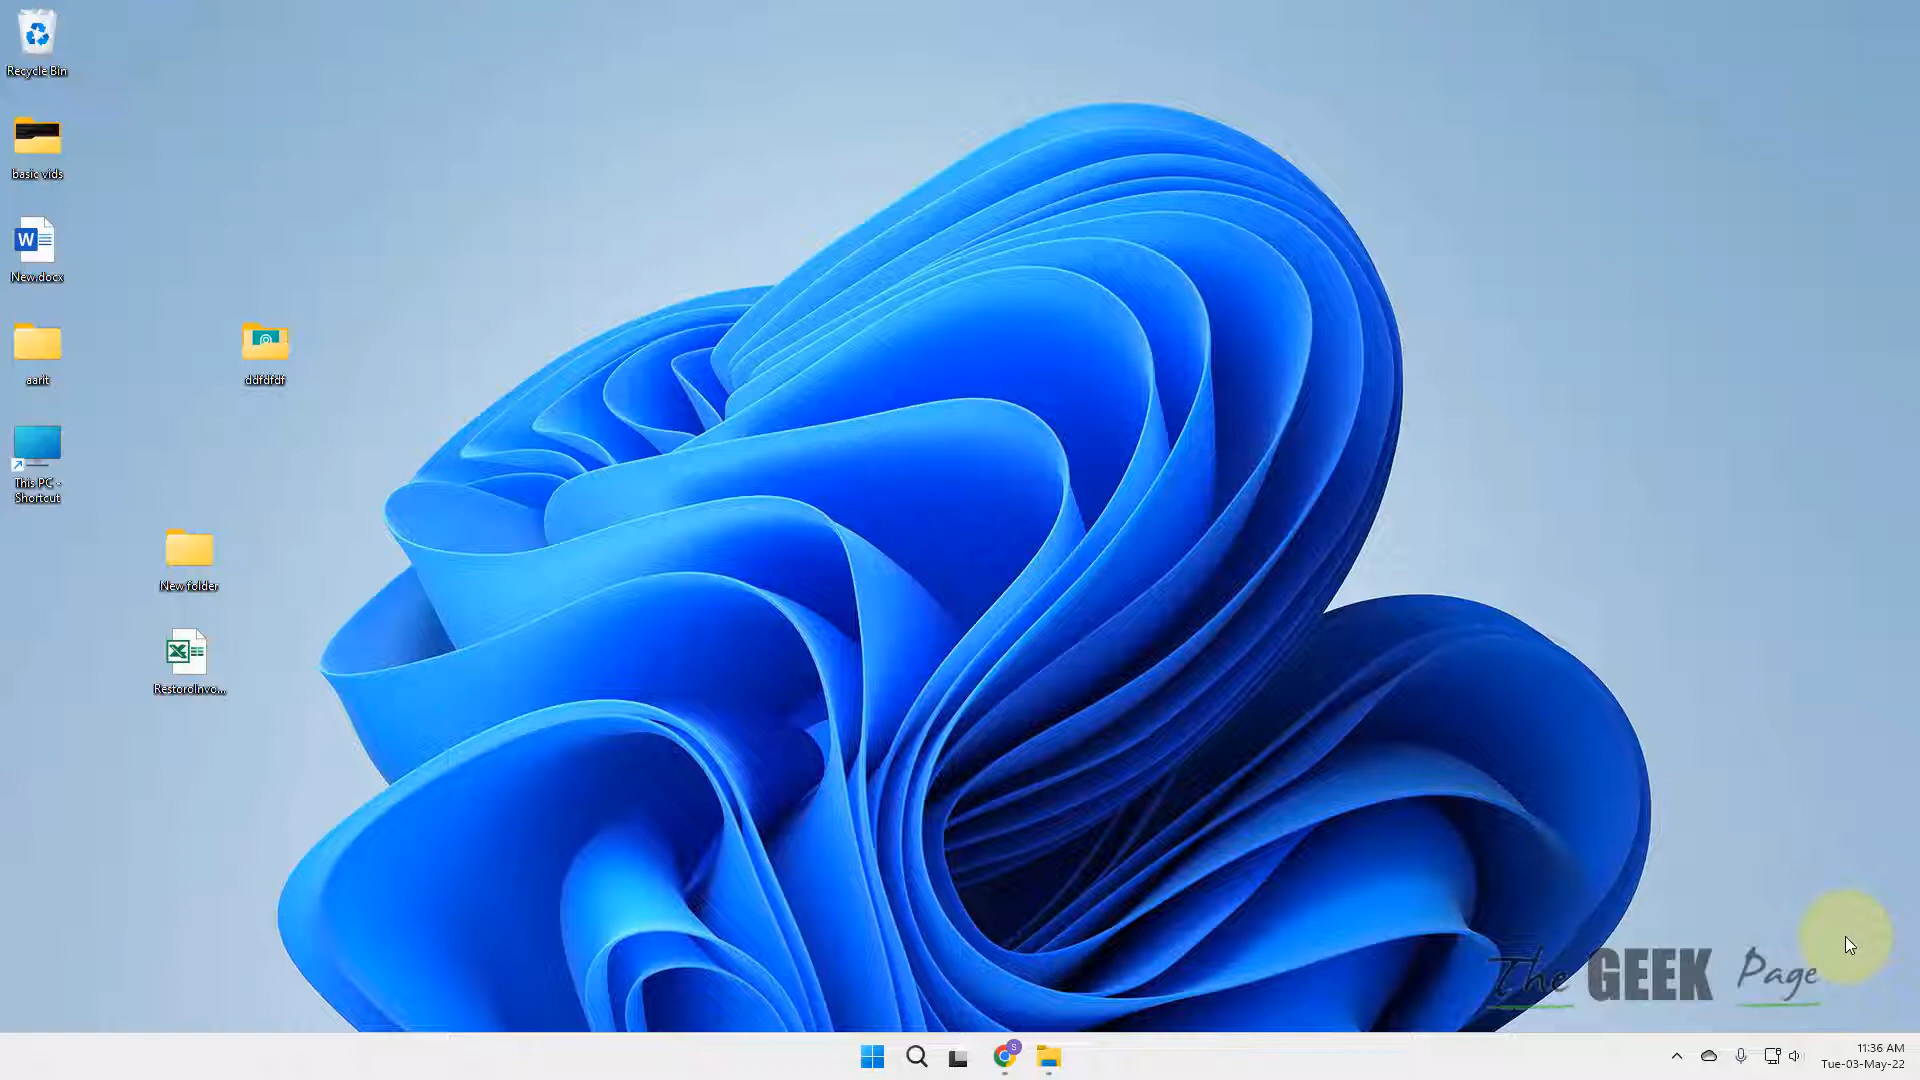 Recycle Bin
basic vids
W
New.docx
aarit
ddfdfdf
This PC -
Shortcut
New folder
X
RestoroInvo...
The GEEK Page
S
11:36 AM
Tue-03-May-22